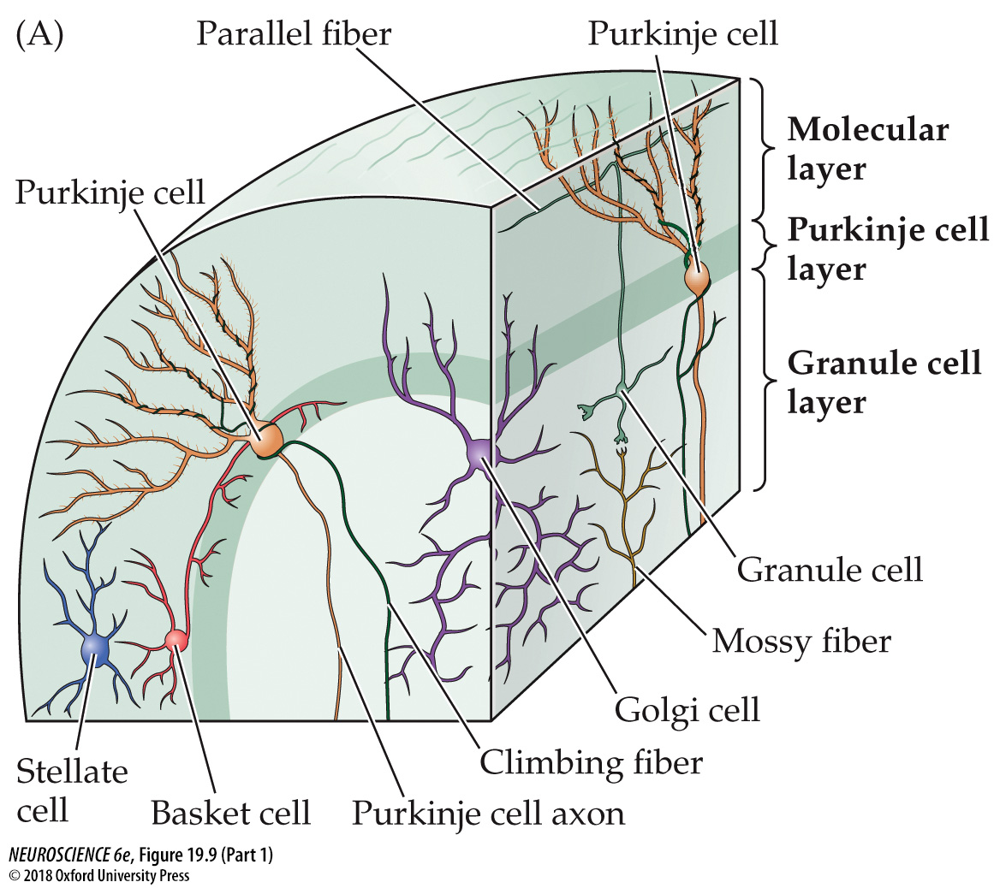 (A)
Parallel fiber
Purkinje cell
Molecular
layer
Purkinje cell
Purkinje cell
layer
Granule cell
layer
Granule cell
Mossy fiber
Golgi cell
Climbing fiber
Stellate
cell
Basket cell
Purkinje cell axon
NEUROSCIENCE 6e, Figure 19.9 (Part 1)
© 2018 Oxford University Press